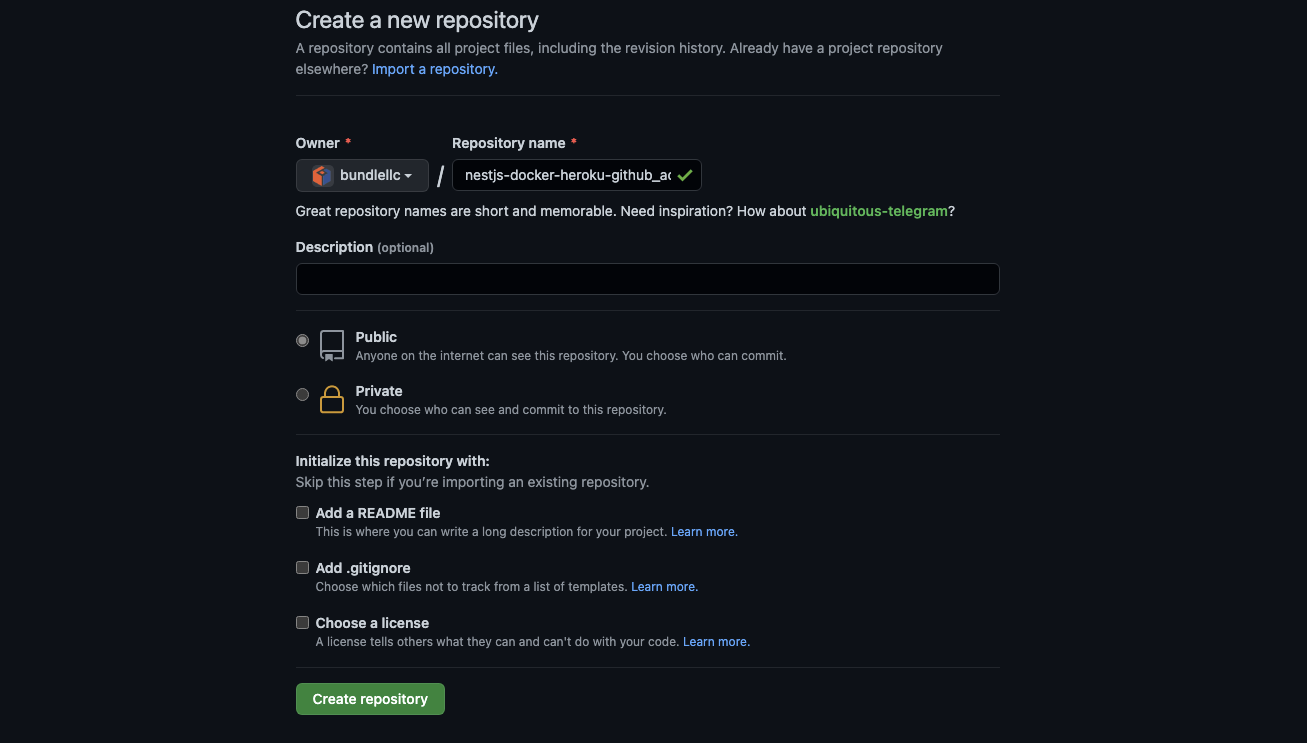 Create a new repository
A repository contains all project files, including the revision history. Already have a project repository
elsewhere? Import a repository.
Owner * Repository name *
bundlellc / nestjs-docker-heroku-github_ac
Great repository names are short and memorable. Need inspiration? How about ubiquitous-telegram?
Description (optional)
Public
Anyone on the internet can see this repository. You choose who can commit.
Private
You choose who can see and commit to this repository.
Initialize this repository with:
Skip this step if you’re importing an existing repository.
Add a README file
This is where you can write a long description for your project. Learn more.
Add .gitignore
Choose which files not to track from a list of templates. Learn more.
Choose a license
A license tells others what they can and can't do with your code. Learn more.
Create repository